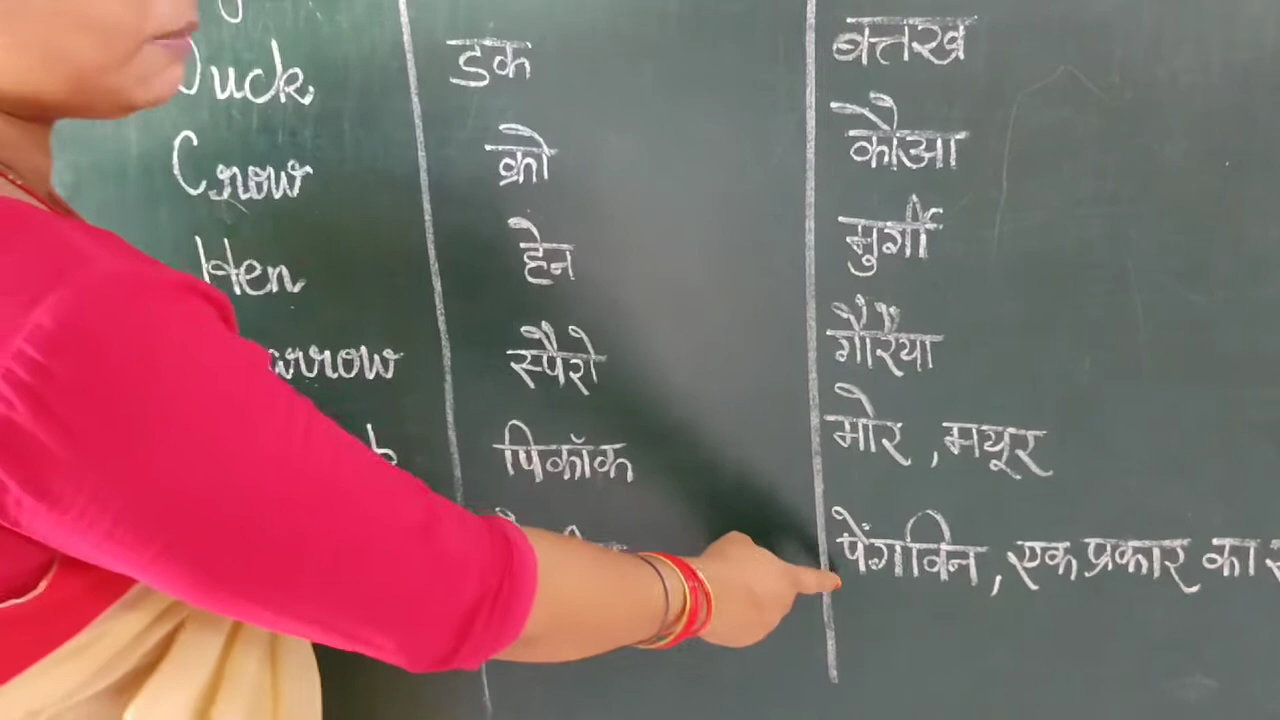 Duck डक बत्तख
Crow क्रो कौआ
Hen हेन मुर्गी
arrow स्पैरो गौरैया
पिकॉक मोर , मयूर
पेंगविन , एक प्रकार का